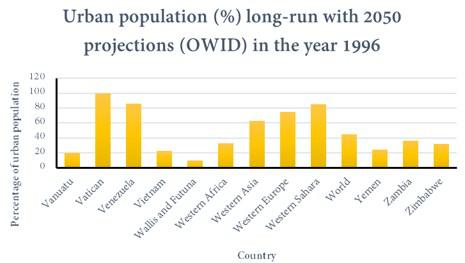 Urban population (%) long-run with 2050
projections (OWID) in the year 1996
Percentage of urban population
120
100
80
60
40
20
0
Vanuatu
Vatican
Venezuela
Vietnam
Wallis and Futuna
Western Africa
Western Asia
Western Europe
Western Sahara
World
Yemen
Zambia
Zimbabwe
Country